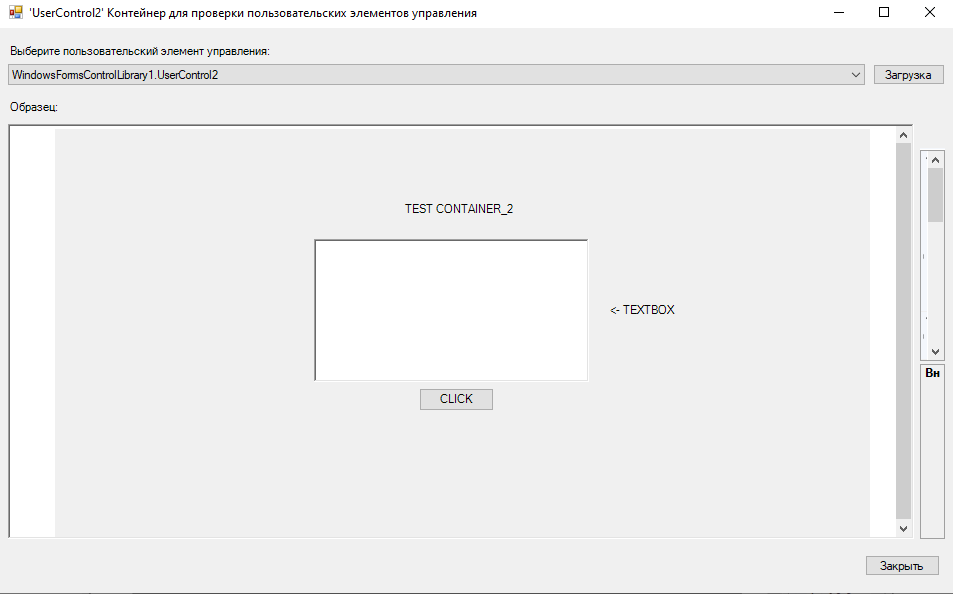 'UserControl2' Контейнер для проверки пользовательских элементов управления
Выберите пользовательский элемент управления:
WindowsFormsControlLibrary1.UserControl2
Загрузка
Образец:
TEST CONTAINER_2
<- TEXTBOX
CLICK
Вн
Закрыть